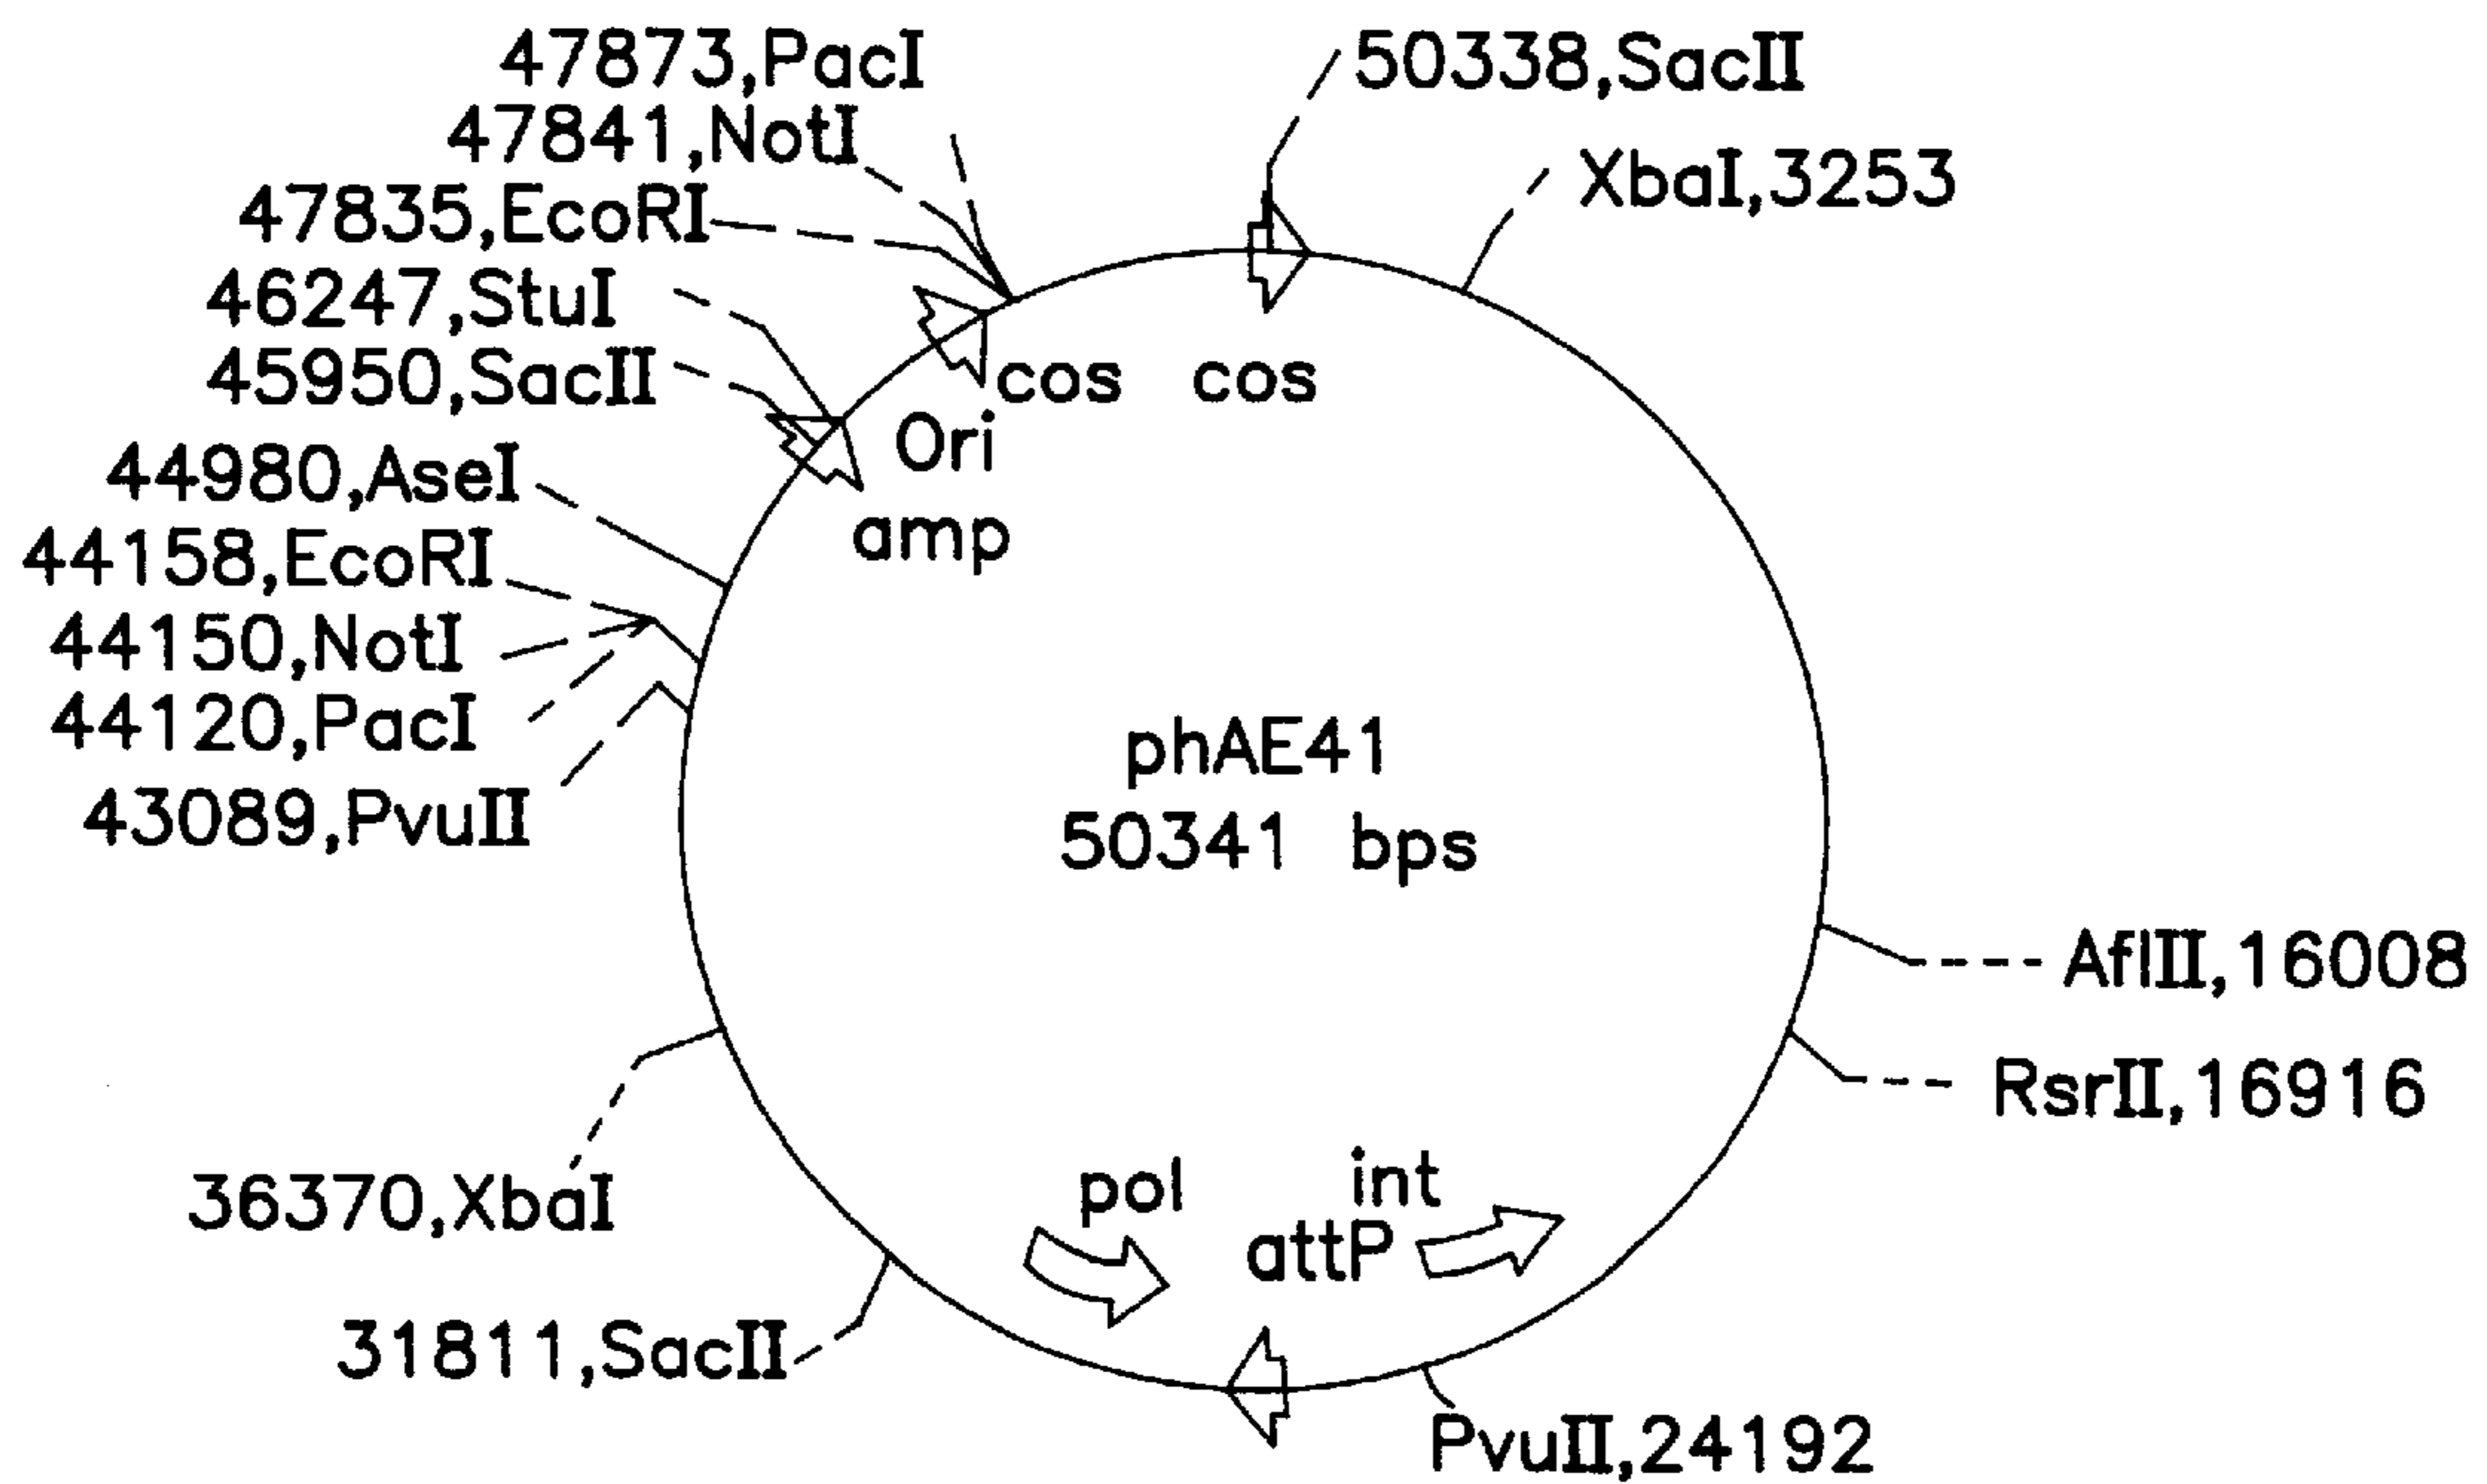 47873,PacI
47841,NotI
47835,EcoRI
46247,StuI
45950,SacII
44980,AseI
44158,EcoRI
44150,NotI
44120,PacI
43089,PvuII
36370,XbaI
31811,SacII
50338,SacII
XbaI,3253
cos cos
Ori
amp
phAE41
50341 bps
AflII,16008
RsrII,16916
pol
int
attP
PvuII,24192